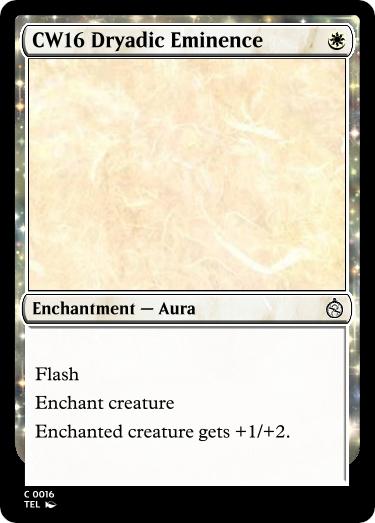 CW16 Dryadic Eminence
Enchantment — Aura
Flash
Enchant creature
Enchanted creature gets +1/+2.
C 0016
TEL